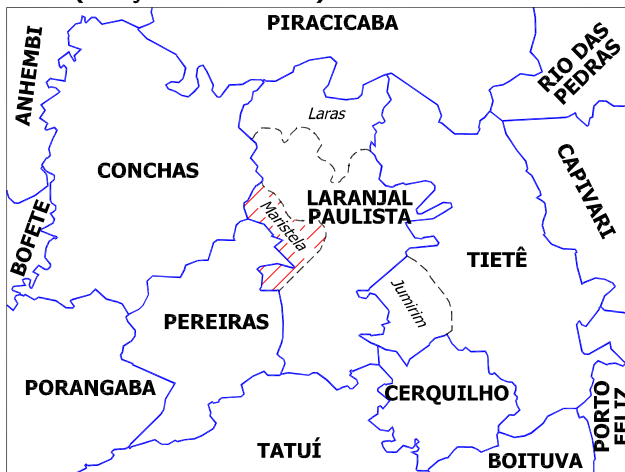 PIRACICABA
RIO DAS
PEDRAS
ANHEMBI
Laras
CONCHAS
CAPIVARI
LARANJAL
PAULISTA
Maristela
BOFETE
TIETÊ
Jumirim
PEREIRAS
PORANGABA
CERQUILHO
PORTO
FELIZ
TATUÍ
BOITUVA